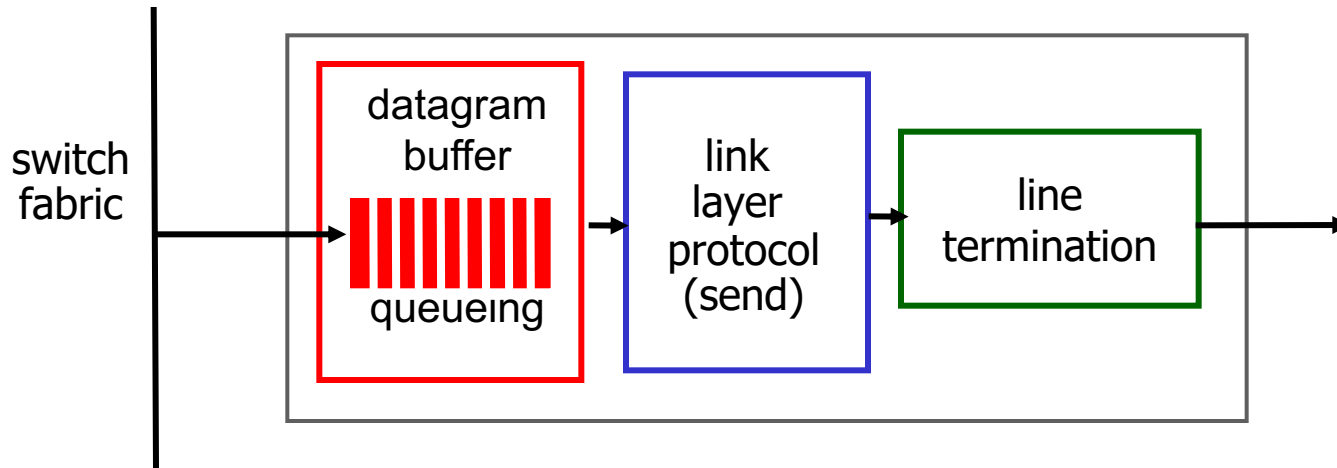 switch
fabric
datagram
buffer
queueing
link
layer
protocol
(send)
line
termination